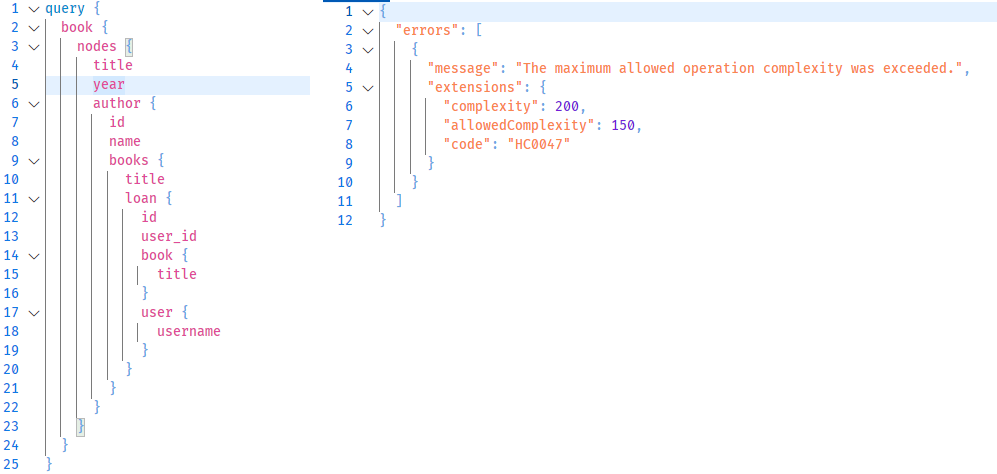 1 query {
2 book {
3 nodes {
4 title
5 year
6 author {
7 id
8 name
9 books {
10 title
11 loan {
12 id
13 user_id
14 book {
15 title
16 }
17 user {
18 username
19 }
20 }
21 }
22 }
23 }
24 }
25 }
1 {
2 "errors": [
3 {
4 "message": "The maximum allowed operation complexity was exceeded.",
5 "extensions": {
6 "complexity": 200,
7 "allowedComplexity": 150,
8 "code": "HC0047"
9 }
10 }
11 ]
12 }